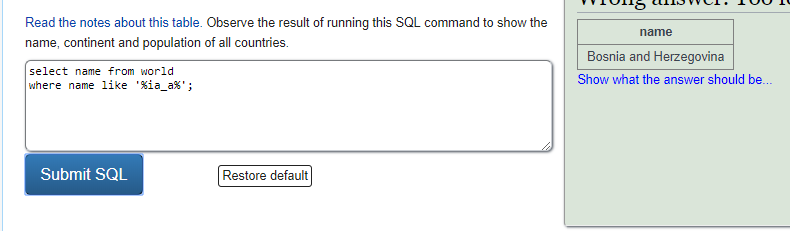 Read the notes about this table. Observe the result of running this SQL command to show the
name, continent and population of all countries.
select name from world
where name like '%ia_a%';
Submit SQL
Restore default
Wrong answer. Too
name
Bosnia and Herzegovina
Show what the answer should be...